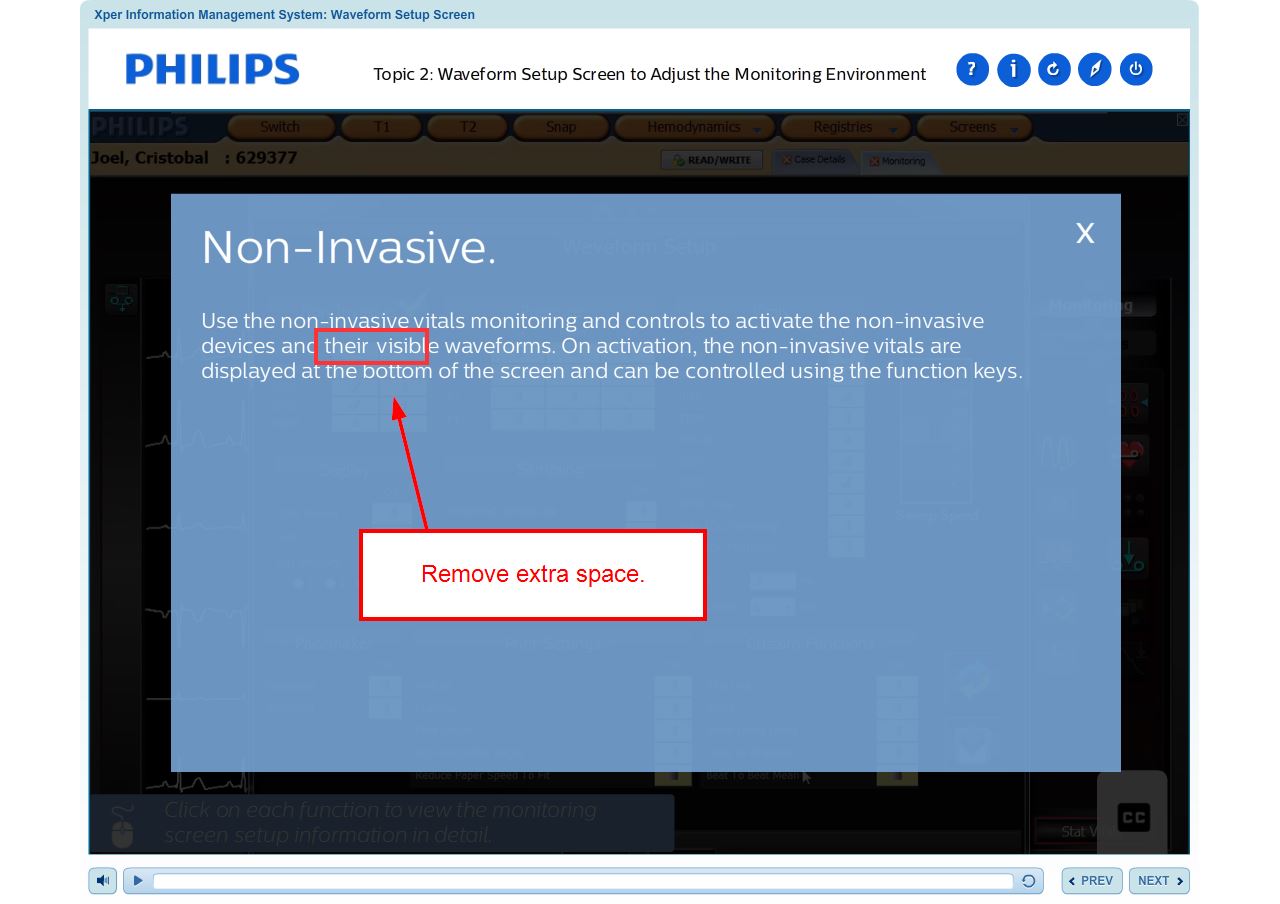 Xper Information Management System: Waveform Setup Screen
PHILIPS
Topic 2: Waveform Setup Screen to Adjust the Monitoring Environment
? i
PHILIPS
Switch T1 T2 Snap Hemodynamics Registries Screens
Joel, Cristobal : 629377
READ/WRITE Case Details Monitoring
Non-Invasive.
X
Waveform Setup
Monitoring
Use the non-invasive vitals monitoring and controls to activate the non-invasive
devices and their  visible waveforms. On activation, the non-invasive vitals are
displayed at the bottom of the screen and can be controlled using the function keys.
Display
Sweep Speed
Remove extra space.
Pacemaker Print Settings Custom Functions
Reduce Paper Speed To Fit Beat To Beat Mean
Click on each function to view the monitoring
screen setup information in detail.
Stat
CC
PREV NEXT